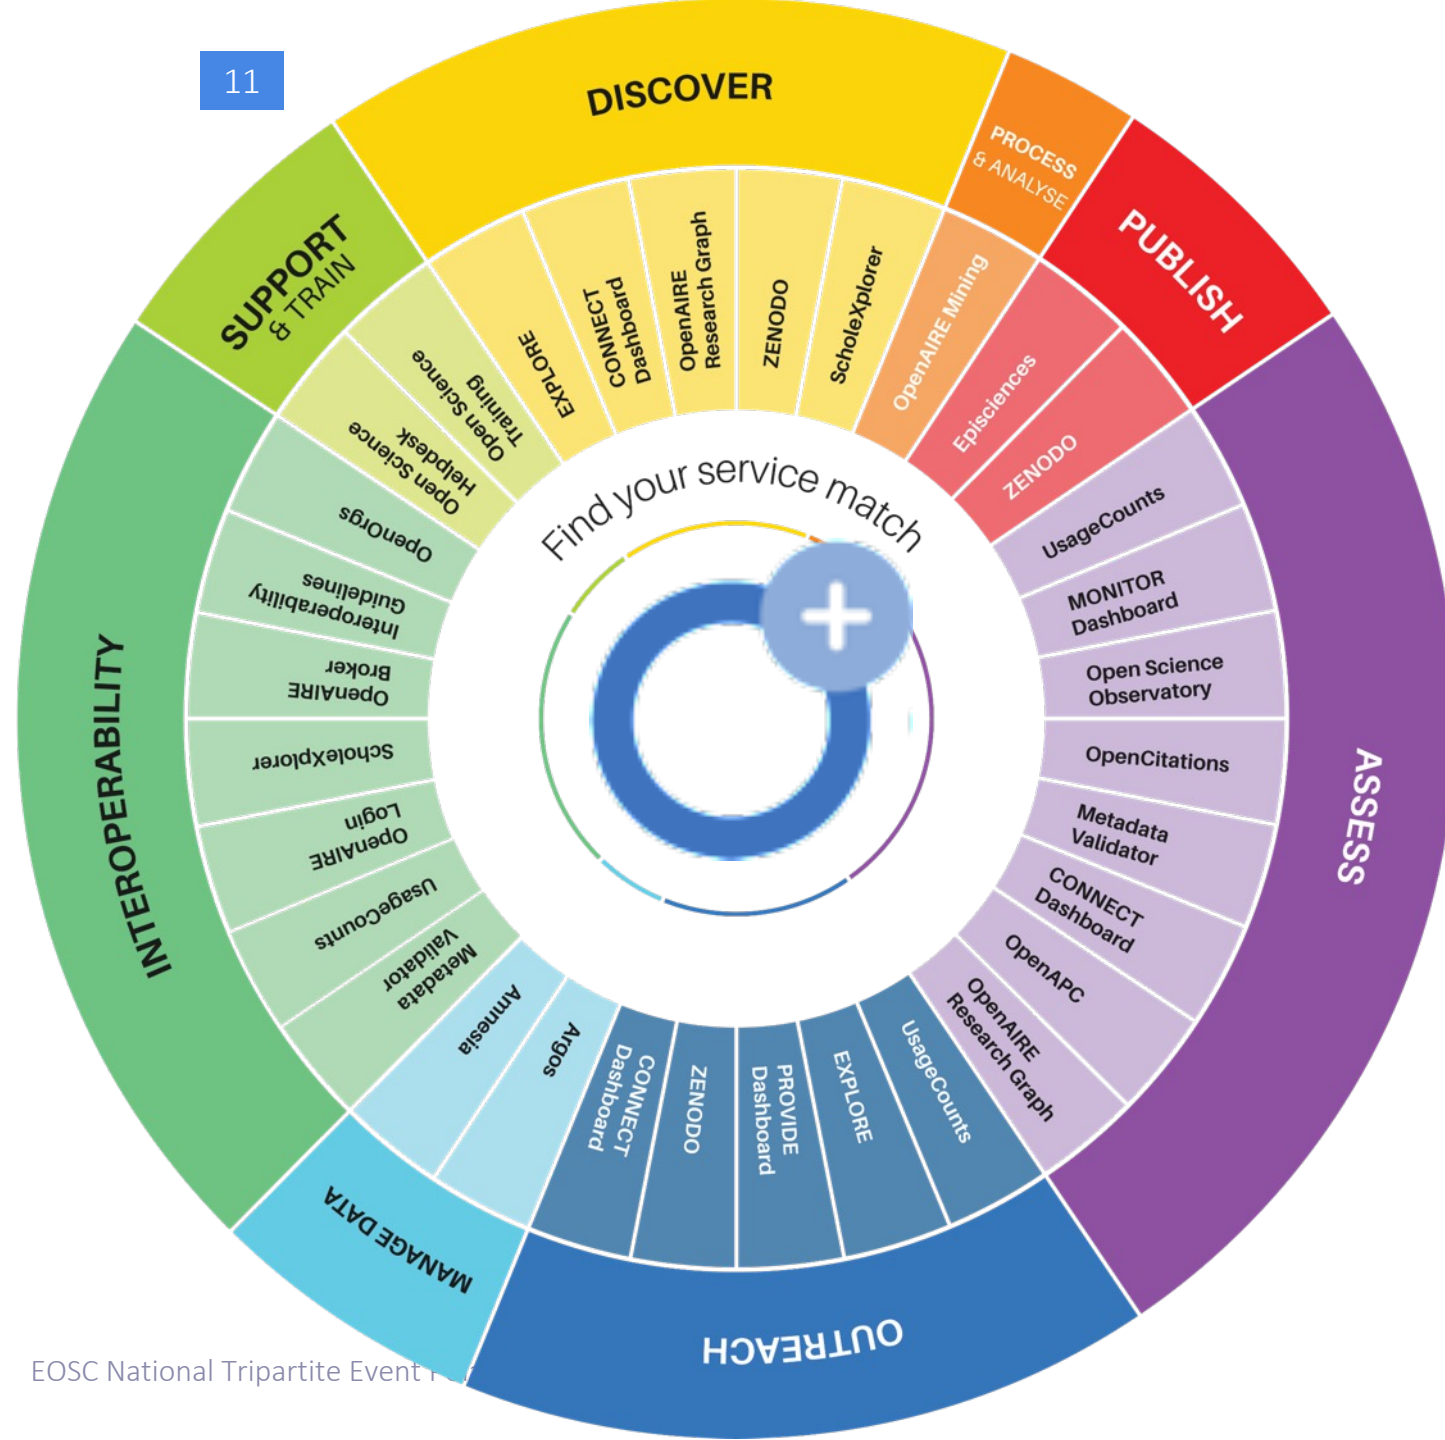 11
DISCOVER
EXPLORE
CONNECT
Dashboard
OpenAIRE
Research Graph
ZENODO
ScholeXplorer
PROCESS
& ANALYSE
OpenAIRE Mining
PUBLISH
Episciences
ZENODO
ASSESS
UsageCounts
MONITOR
Dashboard
Open Science
Observatory
OpenCitations
Metadata
Validator
CONNECT
Dashboard
OpenAPC
OpenAIRE
Research Graph
OUTREACH
UsageCounts
EXPLORE
PROVIDE
Dashboard
ZENODO
CONNECT
Dashboard
MANAGE DATA
Argos
Amnesia
INTEROPERABILITY
Metadata
Validator
UsageCounts
OpenAIRE
Login
ScholeXplorer
OpenAIRE
Broker
Interoperability
Guidelines
OpenOrgs
SUPPORT
& TRAIN
Open Science
Helpdesk
Open Science
Training
Find your service match
EOSC National Tripartite Event